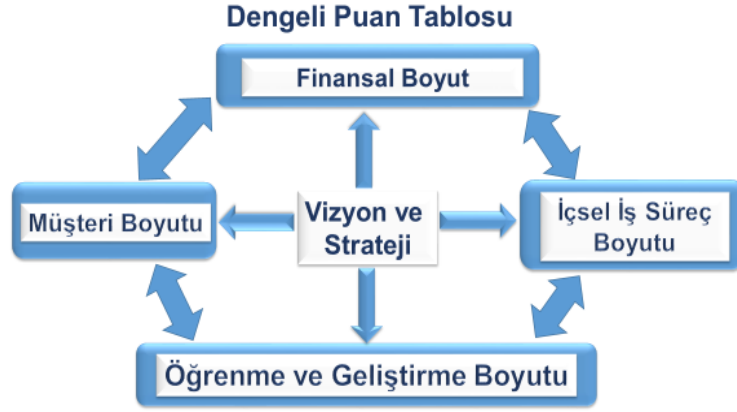 Dengeli Puan Tablosu
Finansal Boyut
Müşteri Boyutu
Vizyon ve
Strateji
İçsel İş Süreç
Boyutu
Öğrenme ve Geliştirme Boyutu